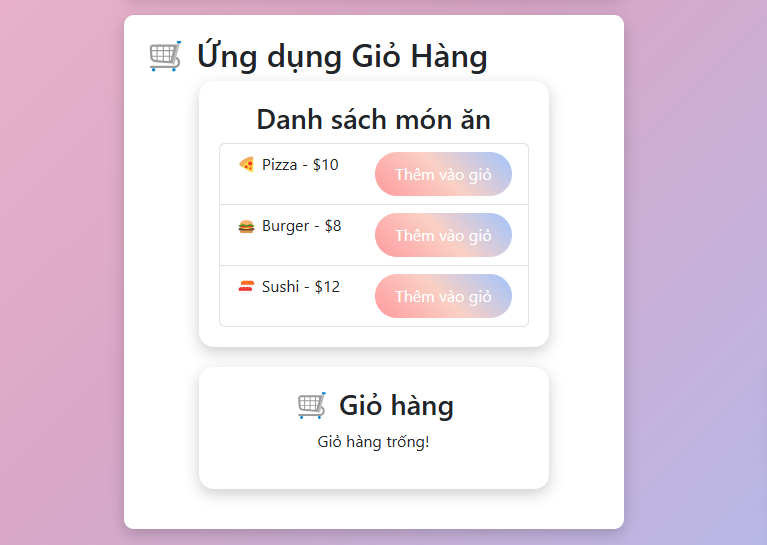 🛒 Ứng dụng Giỏ Hàng
Danh sách món ăn
🍕 Pizza - $10 Thêm vào giỏ
🍔 Burger - $8 Thêm vào giỏ
🍣 Sushi - $12 Thêm vào giỏ
🛒 Giỏ hàng
Giỏ hàng trống!